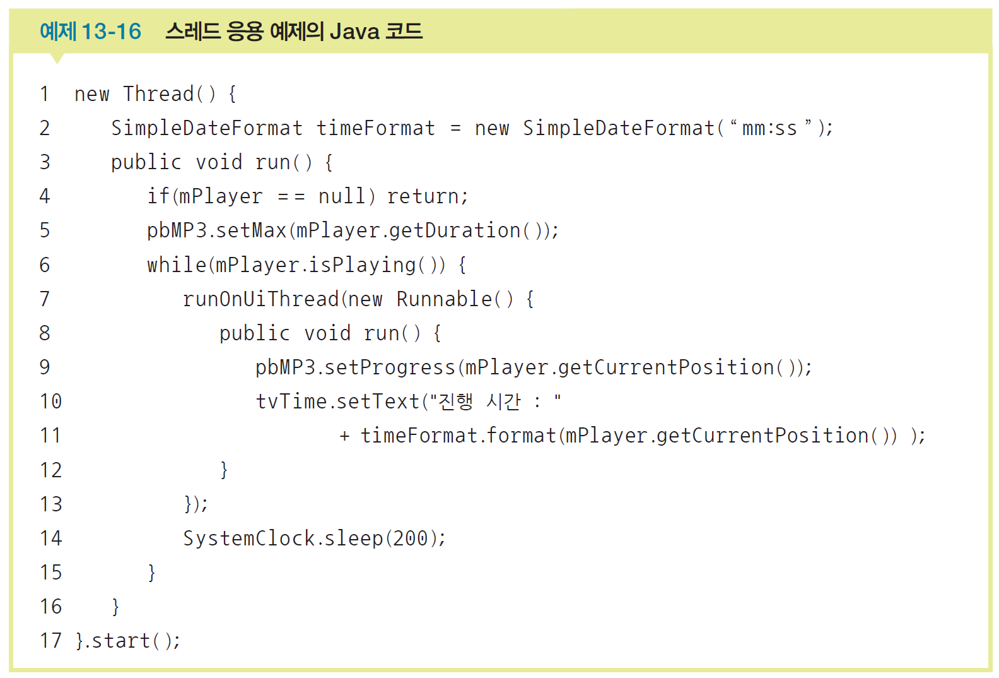 예제 13-16 스레드 응용 예제의 Java 코드
1 new Thread() {
2 SimpleDateFormat timeFormat = new SimpleDateFormat(“mm:ss”);
3 public void run() {
4 if(mPlayer == null) return;
5 pbMP3.setMax(mPlayer.getDuration());
6 while(mPlayer.isPlaying()) {
7 runOnUiThread(new Runnable() {
8 public void run() {
9 pbMP3.setProgress(mPlayer.getCurrentPosition());
10 tvTime.setText("진행 시간 : "
11 + timeFormat.format(mPlayer.getCurrentPosition()) );
12 }
13 });
14 SystemClock.sleep(200);
15 }
16 }
17 }.start();